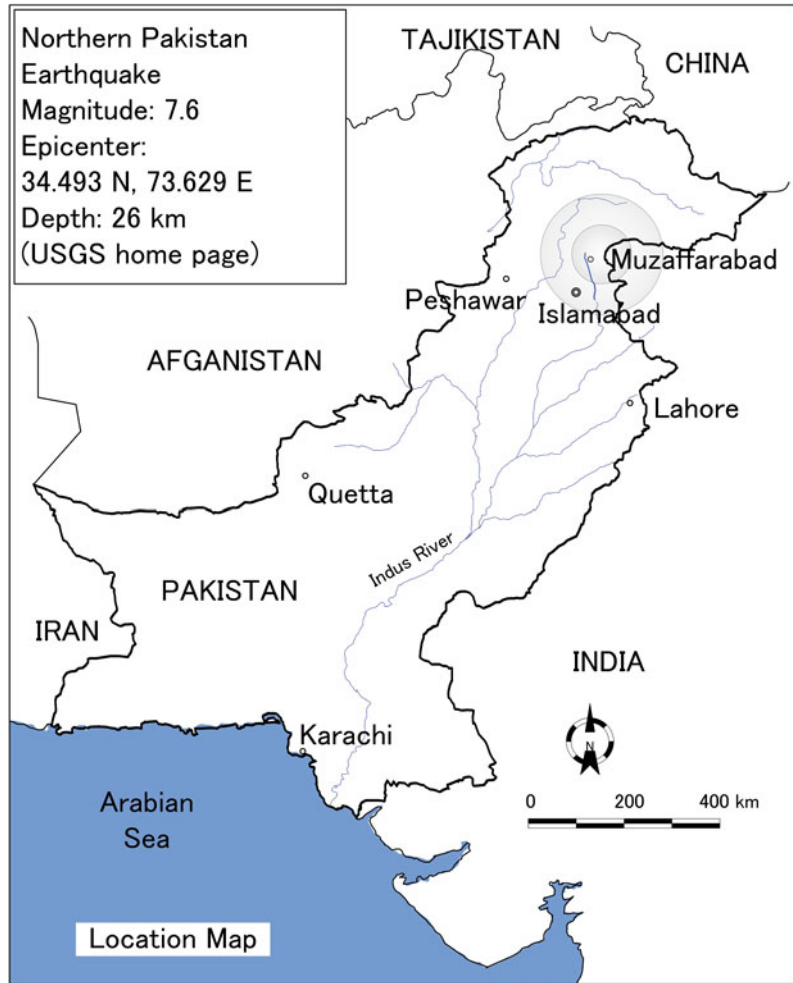 Northern Pakistan
Earthquake
Magnitude: 7.6
Epicenter:
34.493 N, 73.629 E
Depth: 26 km
(USGS home page)
TAJIKISTAN
CHINA
Muzaffarabad
Peshawar
Islamabad
AFGANISTAN
Lahore
Quetta
Indus River
PAKISTAN
IRAN
INDIA
Karachi
N
Arabian
Sea
0 200 400 km
Location Map